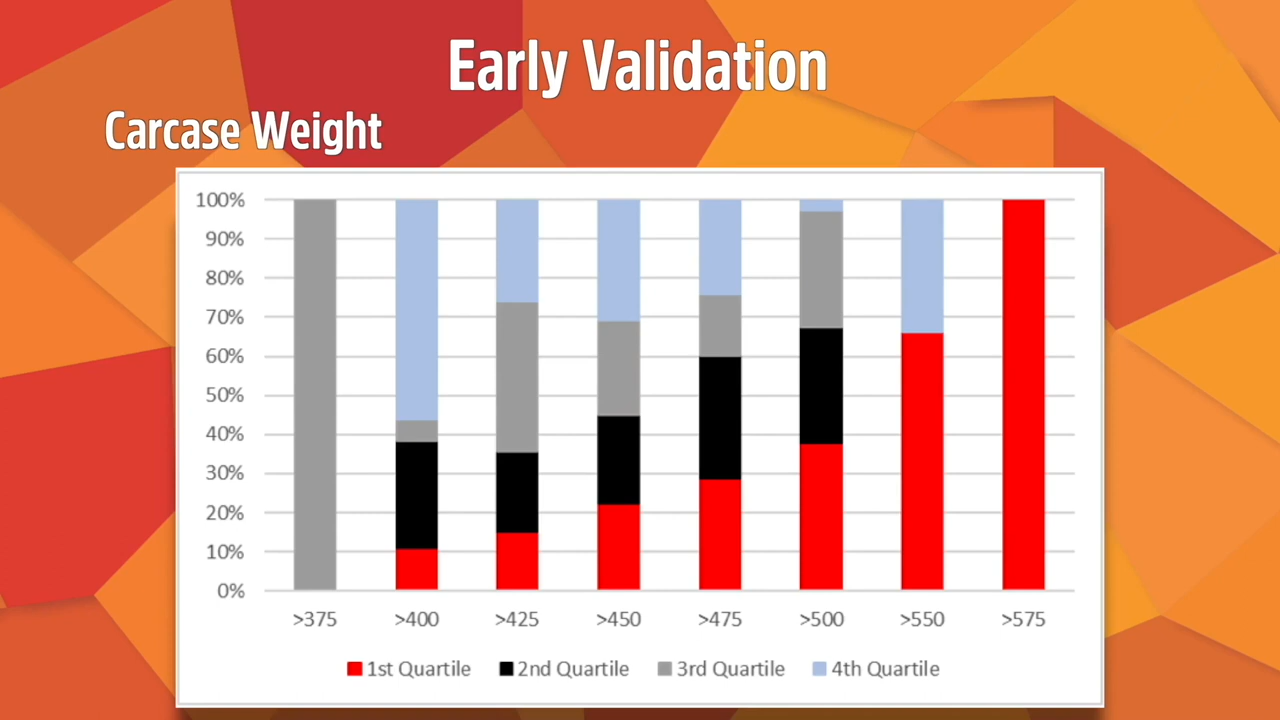 Early Validation
Carcase Weight
100%
90%
80%
70%
60%
50%
40%
30%
20%
10%
0%
>375 >400 >425 >450 >475 >500 >550 >575
1st Quartile 2nd Quartile 3rd Quartile 4th Quartile